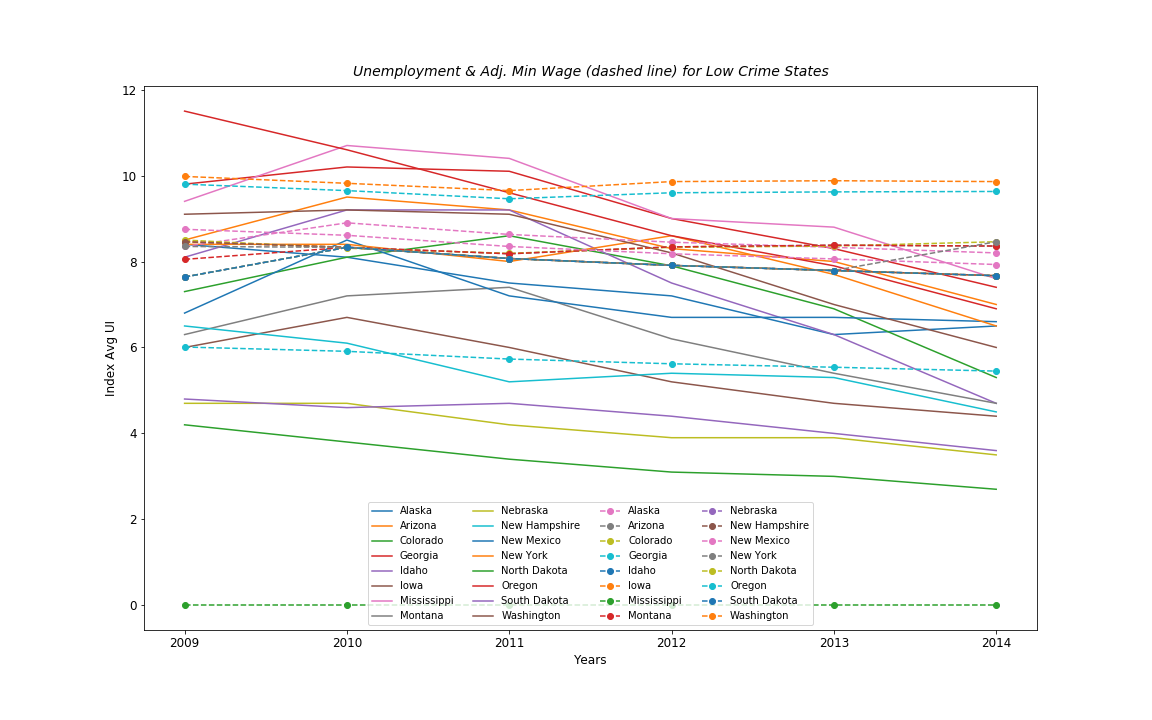 Unemployment & Adj. Min Wage (dashed line) for Low Crime States
12
10
8
6
4
2
0
Index Avg UI
Alaska Nebraska Alaska Nebraska
Arizona New Hampshire Arizona New Hampshire
Colorado New Mexico Colorado New Mexico
Georgia New York Georgia New York
Idaho North Dakota Idaho North Dakota
Iowa Oregon Iowa Oregon
Mississippi South Dakota Mississippi South Dakota
Montana Washington Montana Washington
2009 2010 2011 2012 2013 2014
Years